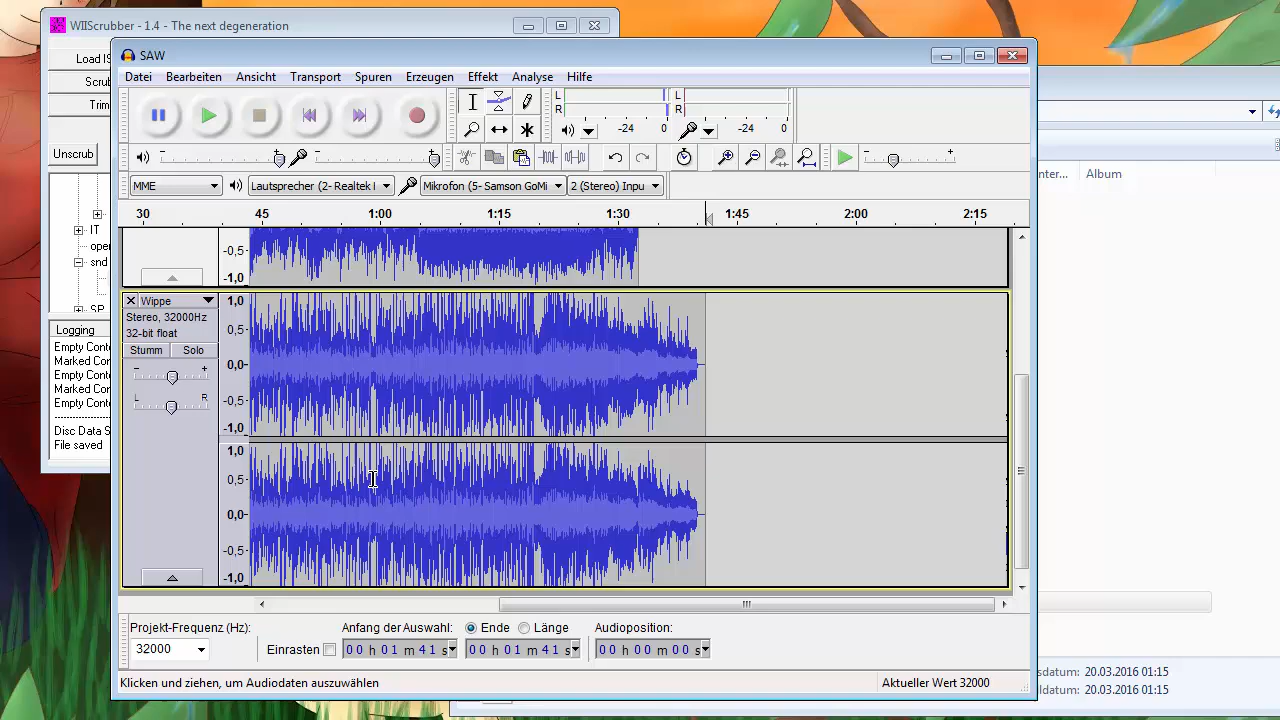 WIIScrubber - 1.4 - The next degeneration
Load IS
Scrub
Trim
Unscrub
IT
oper
snd
SP
Logging
Empty Conte
Marked Cor
Empty Conte
Marked Cor
Empty Conte
Disc Data S
File saved
SAW
Datei Bearbeiten Ansicht Transport Spuren Erzeugen Effekt Analyse Hilfe
L
R
-24 0
L
R
-24 0
- +
- +
- +
MME
Lautsprecher (2- Realtek I
Mikrofon (5- Samson GoMi
2 (Stereo) Inpu
30 45 1:00 1:15 1:30 1:45 2:00 2:15
-0,5
-1,0
Wippe
Stereo, 32000Hz
32-bit float
Stumm Solo
- +
L R
1,0
0,5
0,0
-0,5
-1,0
1,0
0,5
0,0
-0,5
-1,0
Projekt-Frequenz (Hz):
32000
Einrasten
Anfang der Auswahl:
00 h 01 m 41 s
Ende Länge
00 h 01 m 41 s
Audioposition:
00 h 00 m 00 s
Klicken und ziehen, um Audiodaten auszuwählen
Aktueller Wert 32000
nter...
Album
sdatum: 20.03.2016 01:15
ldatum: 20.03.2016 01:15